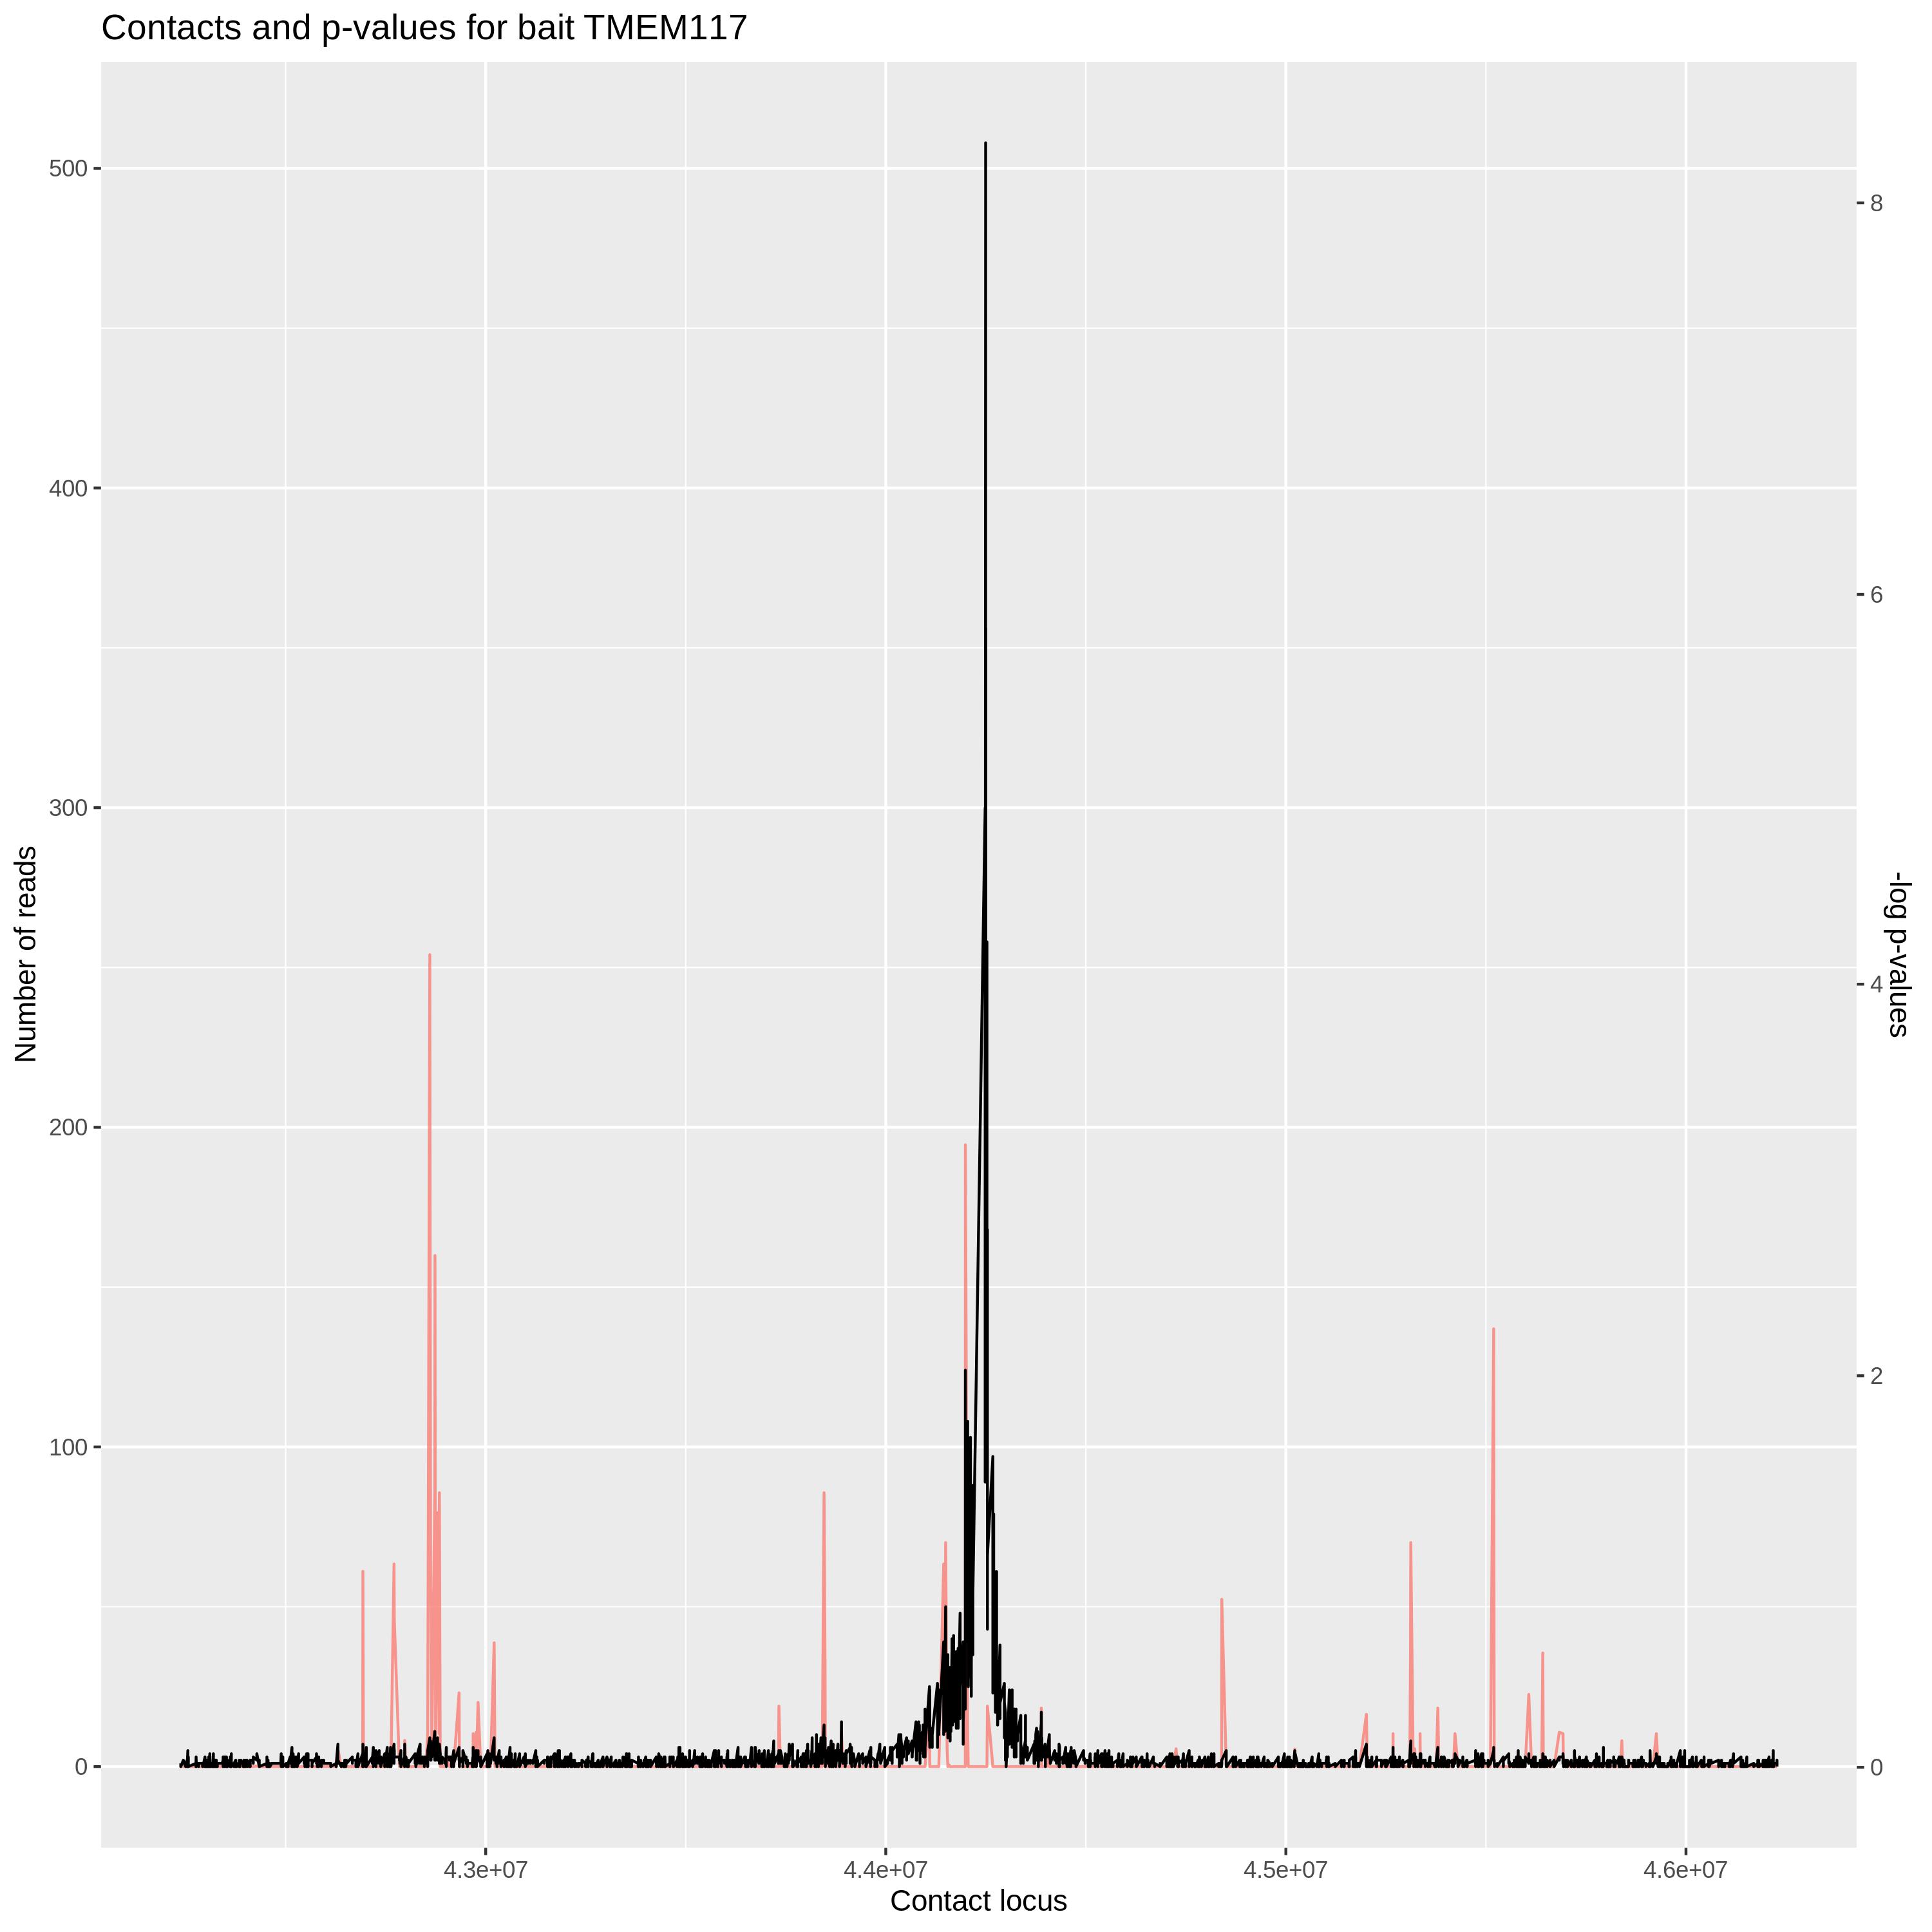 Contacts and p-values for bait TMEM117
Number of reads
500
400
300
200
100
0
8
6
4
2
0
-log p-values
4.3e+07
4.4e+07
4.5e+07
4.6e+07
Contact locus